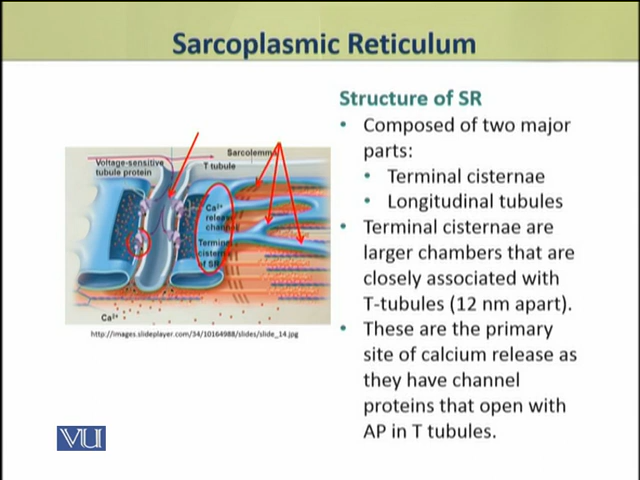 Sarcoplasmic Reticulum
Sarcolemma
Voltage-sensitive
tubule protein
T tubule
Ca2+
release
channel
Terminal
cistern
of SR
Ca2+
http://images.slideplayer.com/34/10164988/slides/slide_14.jpg
Structure of SR
• Composed of two major
parts:
• Terminal cisternae
• Longitudinal tubules
• Terminal cisternae are
larger chambers that are
closely associated with
T-tubules (12 nm apart).
• These are the primary
site of calcium release as
they have channel
proteins that open with
AP in T tubules.
VU